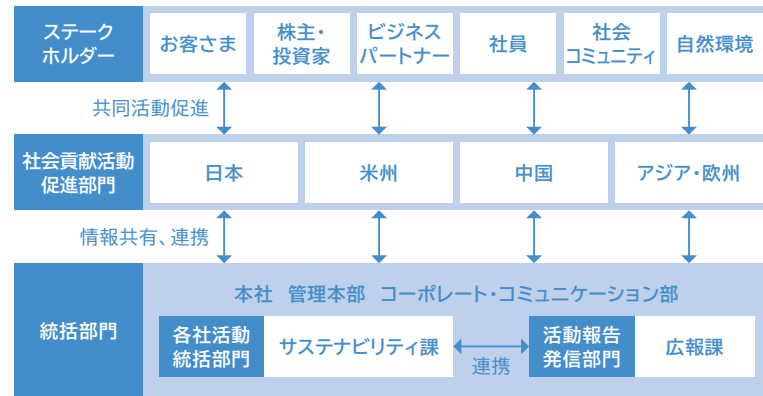 ステーク
ホルダー
お客さま
株主・
投資家
ビジネス
パートナー
社員
社会
コミュニティ
自然環境
共同活動促進
社会貢献活動
促進部門
日本
米州
中国
アジア・欧州
情報共有、連携
統括部門
本社　管理本部　コーポレート・コミュニケーション部
各社活動
統括部門
サステナビリティ課
連携
活動報告
発信部門
広報課